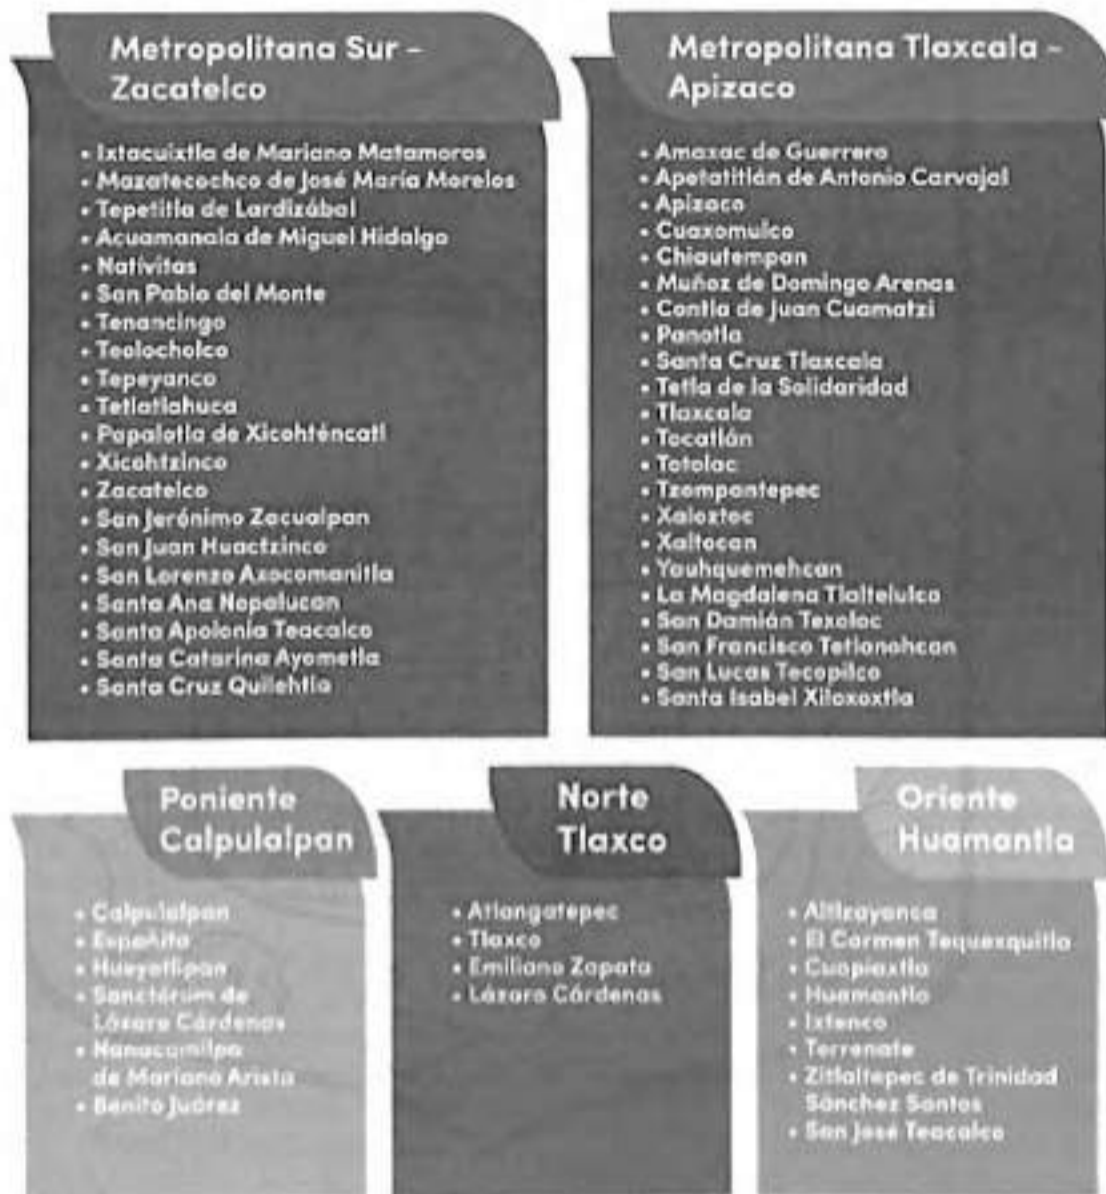 Metropolitana Sur –
Zacatelco
• Ixtacuixtla de Mariano Matamoros
• Mazatecochco de José María Morelos
• Tepetitla de Lardizábal
• Acuamanala de Miguel Hidalgo
• Nativitas
• San Pablo del Monte
• Tenancingo
• Teolocholco
• Tepeyanco
• Tetlatlahuca
• Papalotla de Xicohténcatl
• Xicohtzinco
• Zacatelco
• San Jerónimo Zacualpan
• San Juan Huactzinco
• San Lorenzo Axocomanitla
• Santa Ana Nopalucan
• Santa Apolonia Teacalco
• Santa Catarina Ayometla
• Santa Cruz Quilehtla
Metropolitana Tlaxcala –
Apizaco
• Amaxac de Guerrero
• Apetatitlán de Antonio Carvajal
• Apizaco
• Cuaxomulco
• Chiautempan
• Muñoz de Domingo Arenas
• Contla de Juan Cuamatzi
• Panotla
• Santa Cruz Tlaxcala
• Tetla de la Solidaridad
• Tlaxcala
• Tocatlán
• Totolac
• Tzompantepec
• Xaloztoc
• Xaltocan
• Yauhquemehcan
• La Magdalena Tlaltelulco
• San Damián Texoloc
• San Francisco Tetlanohcan
• San Lucas Tecopilco
• Santa Isabel Xiloxoxtla
Poniente
Calpulalpan
• Calpulalpan
• Españita
• Hueyotlipan
• Sanctórum de
Lázaro Cárdenas
• Nanacamilpa
de Mariano Arista
• Benito Juárez
Norte
Tlaxco
• Atlangatepec
• Tlaxco
• Emiliano Zapata
• Lázaro Cárdenas
Oriente
Huamantla
• Altlzayanca
• El Carmen Tequexquitla
• Cuapiaxtla
• Huamantla
• Ixtenco
• Terrenate
• Zitlaltepec de Trinidad
Sánchez Santos
• San José Teacalco